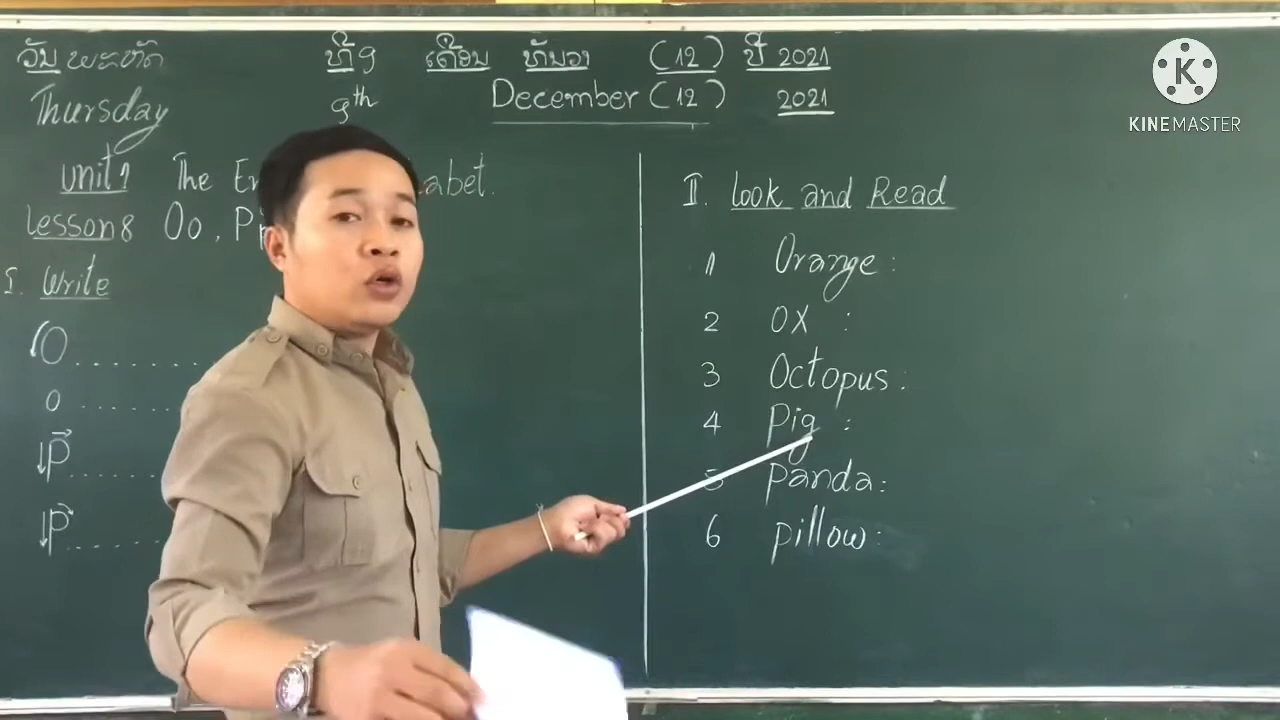 ວັນ ພະຫັດ ທີ 9 ເດືອນ ທັນວາ (12) ປີ 2021
Thursday 9th December (12) 2021
Unit 1 The En abet.
lesson 8 Oo, Pp
I. Write
O
o
P
p
II. look and Read
1 Orange:
2 OX :
3 Octopus:
4 Pig :
5 panda:
6 pillow:
K
KINEMASTER